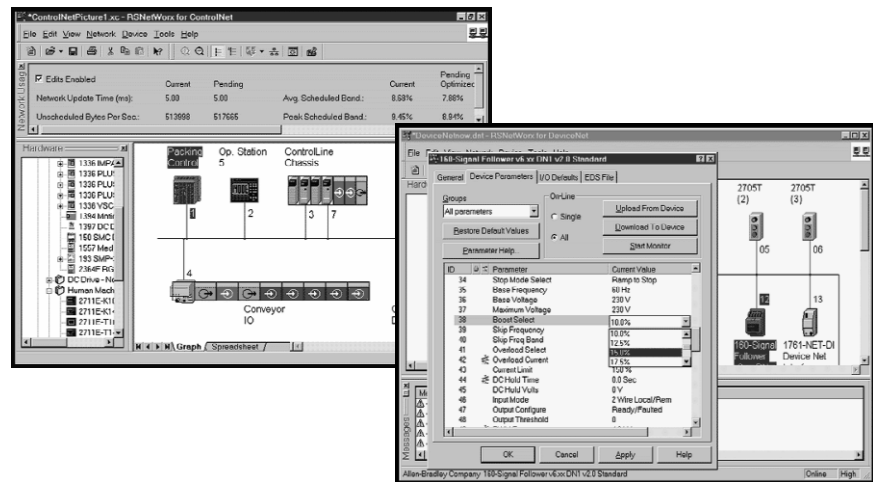 *ControlNetPicture1.xc - RSNetWorx for ControlNet
File Edit View Network Device Tools Help
Network Usag
Edits Enabled
Current Pending Current Pending Optimized
Network Update Time (ms): 5.00 5.00 Avg. Scheduled Band.: 8.68% 7.88%
Unscheduled Bytes Per Sec.: 513998 517665 Peak Scheduled Band.: 9.45% 8.94%
Hardware
1336 IMPA
1336 PLU
1336 PLU
1336 PLU
1336 VSC
1394 Motio
1397 DC D
150 SMC D
1557 Med
193 SMP-
2364F RG
DC Drive - No
Human Mach
2711E-K10
2711E-K1
2711E-T1
2711E-T1
Packing Control
Op. Station 5
ControlLine Chassis
1
2
3 7
4
Conveyor
IO
Graph Spreadsheet
*DeviceNetnow.dnt - RSNetWorx for DeviceNet
File Edit View Network Device Tools Help
Hard
160-Signal Follower v6.xx DN1 v2.0 Standard
General Device Parameters I/O Defaults EDS File
Groups
All parameters
Restore Default Values
Parameter Help...
On-Line
Single
All
Upload From Device
Download To Device
Start Monitor
ID Parameter Current Value
34 Stop Mode Select Ramp to Stop
35 Base Frequency 60 Hz
36 Base Voltage 230 V
37 Maximum Voltage 230 V
38 Boost Select 10.0%
39 Skip Frequency 10.0%
40 Skip Freq Band 12.5%
41 Overload Select 15.0%
42 Overload Current 17.5%
43 Current Limit 150 %
44 DC Hold Time 0.0 Sec
45 DC Hold Volts 0 V
46 Input Mode 2 Wire Local/Rem
47 Output Configure Ready/Faulted
48 Output Threshold 0
OK Cancel Apply Help
2705T (2)
2705T (3)
05
06
12
13
160-Signal Follower
1761-NET-DI Device Net
Messages
Allen-Bradley Company 160-Signal Follower v6.xx DN1 v2.0 Standard
Online High